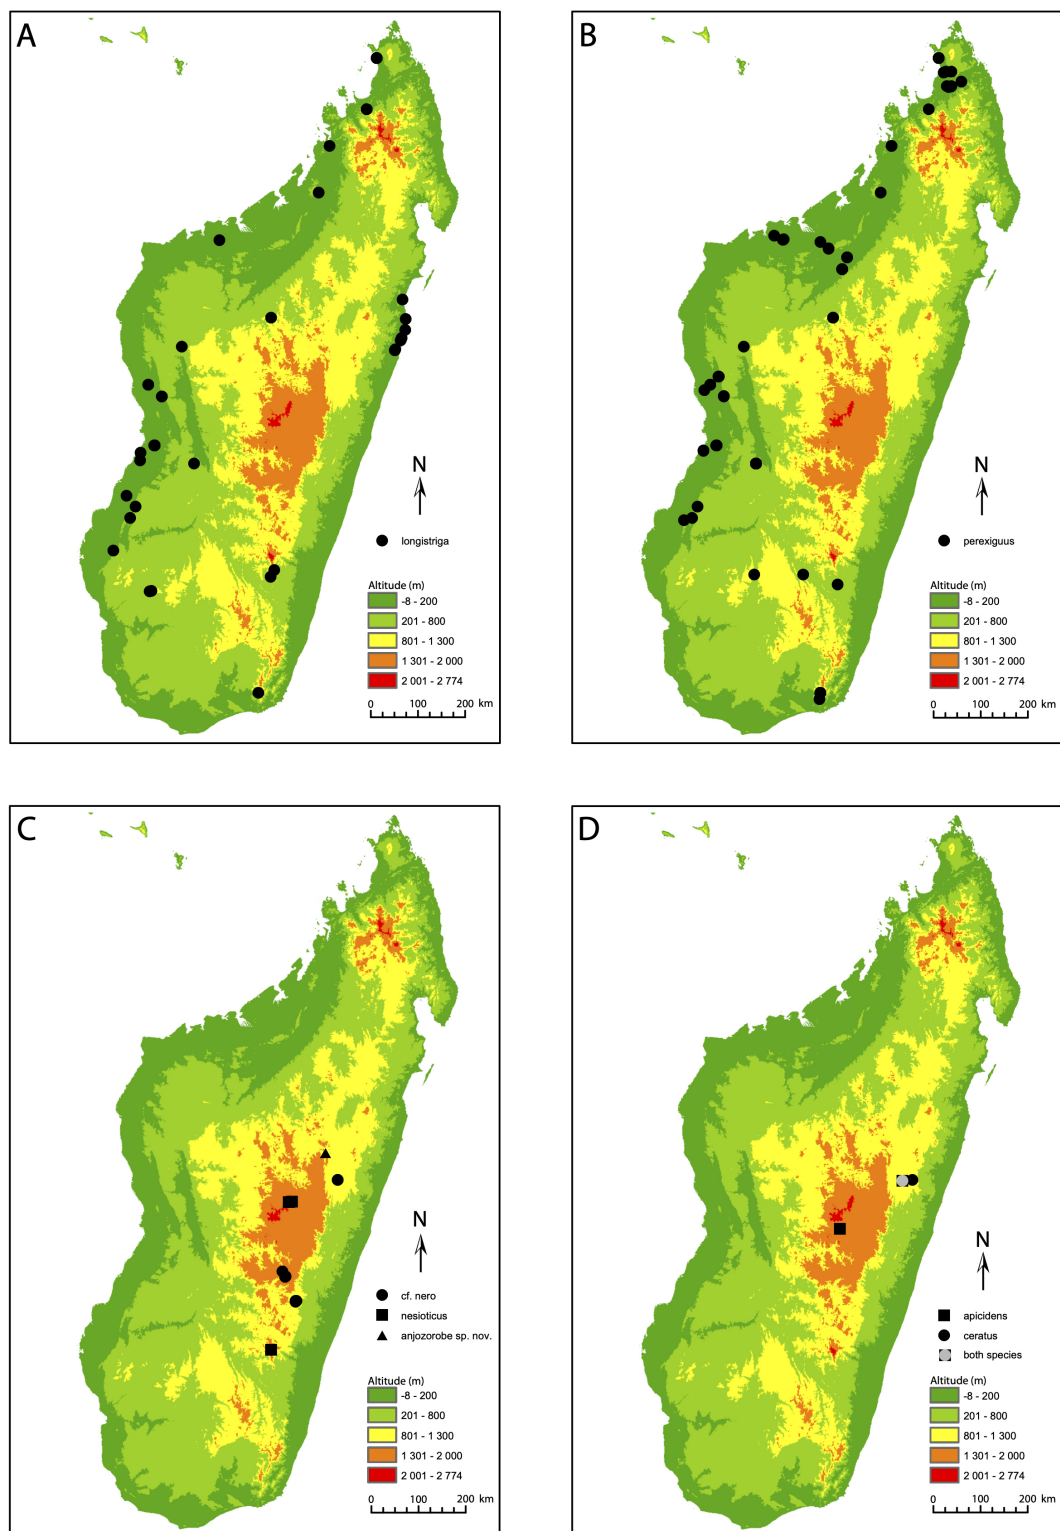 A
N
longistriga
Altitude (m)
-8 - 200
201 - 800
801 - 1 300
1 301 - 2 000
2 001 - 2 774
0 200 km
B
N
perexiguus
Altitude (m)
-8 - 200
201 - 800
801 - 1 300
1 301 - 2 000
2 001 - 2 774
0 200 km
C
N
cf. nero
nesioticus
anjozorobe sp. nov.
Altitude (m)
-8 - 200
201 - 800
801 - 1 300
1 301 - 2 000
2 001 - 2 774
0 200 km
D
N
apicidens
ceratus
both species
Altitude (m)
-8 - 200
201 - 800
801 - 1 300
1 301 - 2 000
2 001 - 2 774
0 200 km